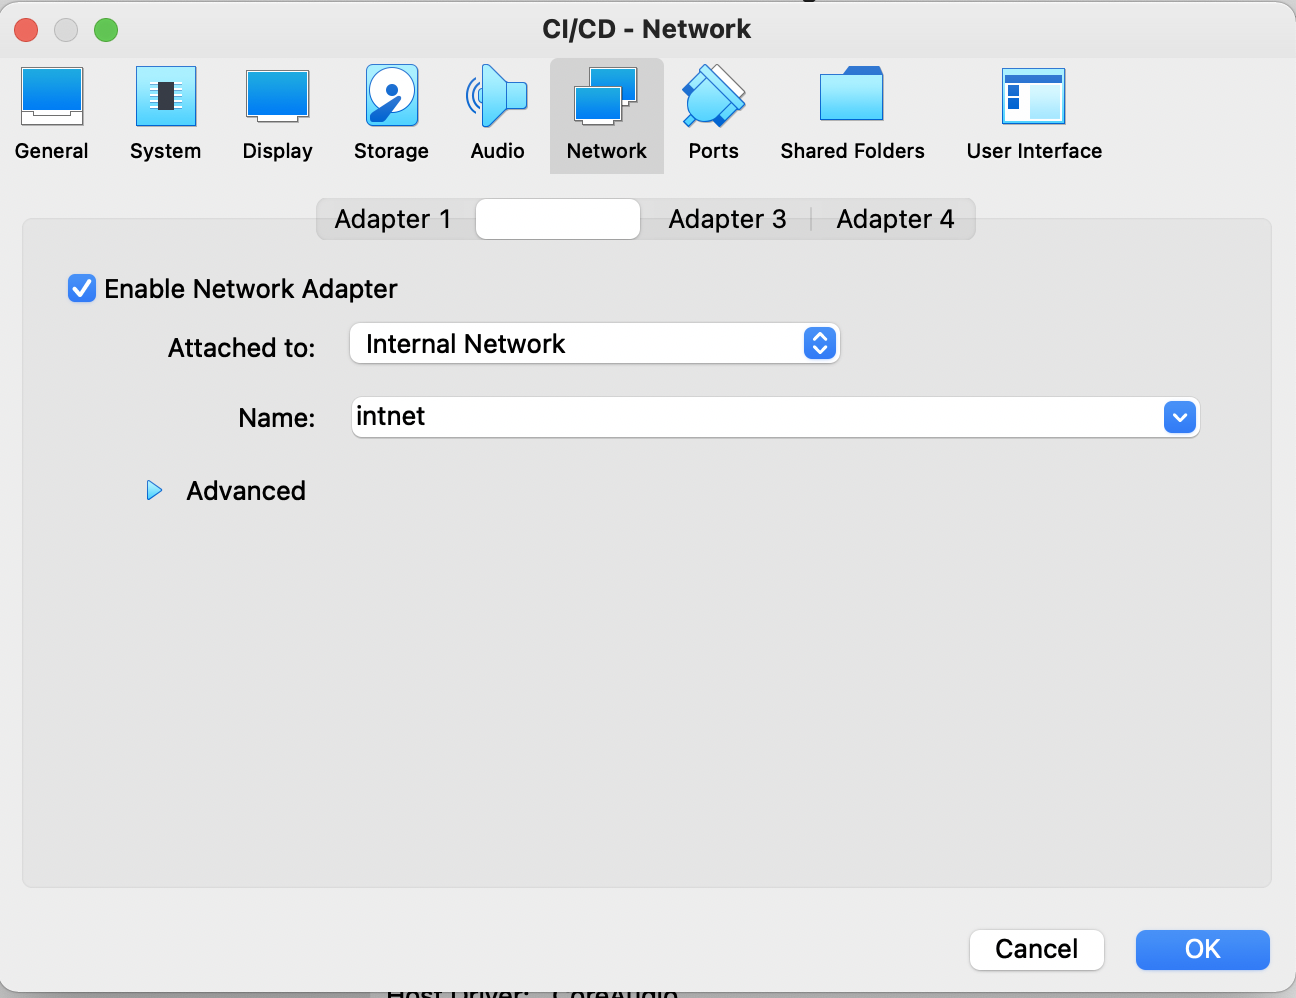 CI/CD - Network
General System Display Storage Audio Network Ports Shared Folders User Interface
Adapter 1 Adapter 3 Adapter 4
Enable Network Adapter
Attached to: Internal Network
Name: intnet
Advanced
Cancel OK
Host Driver: CoreAudio